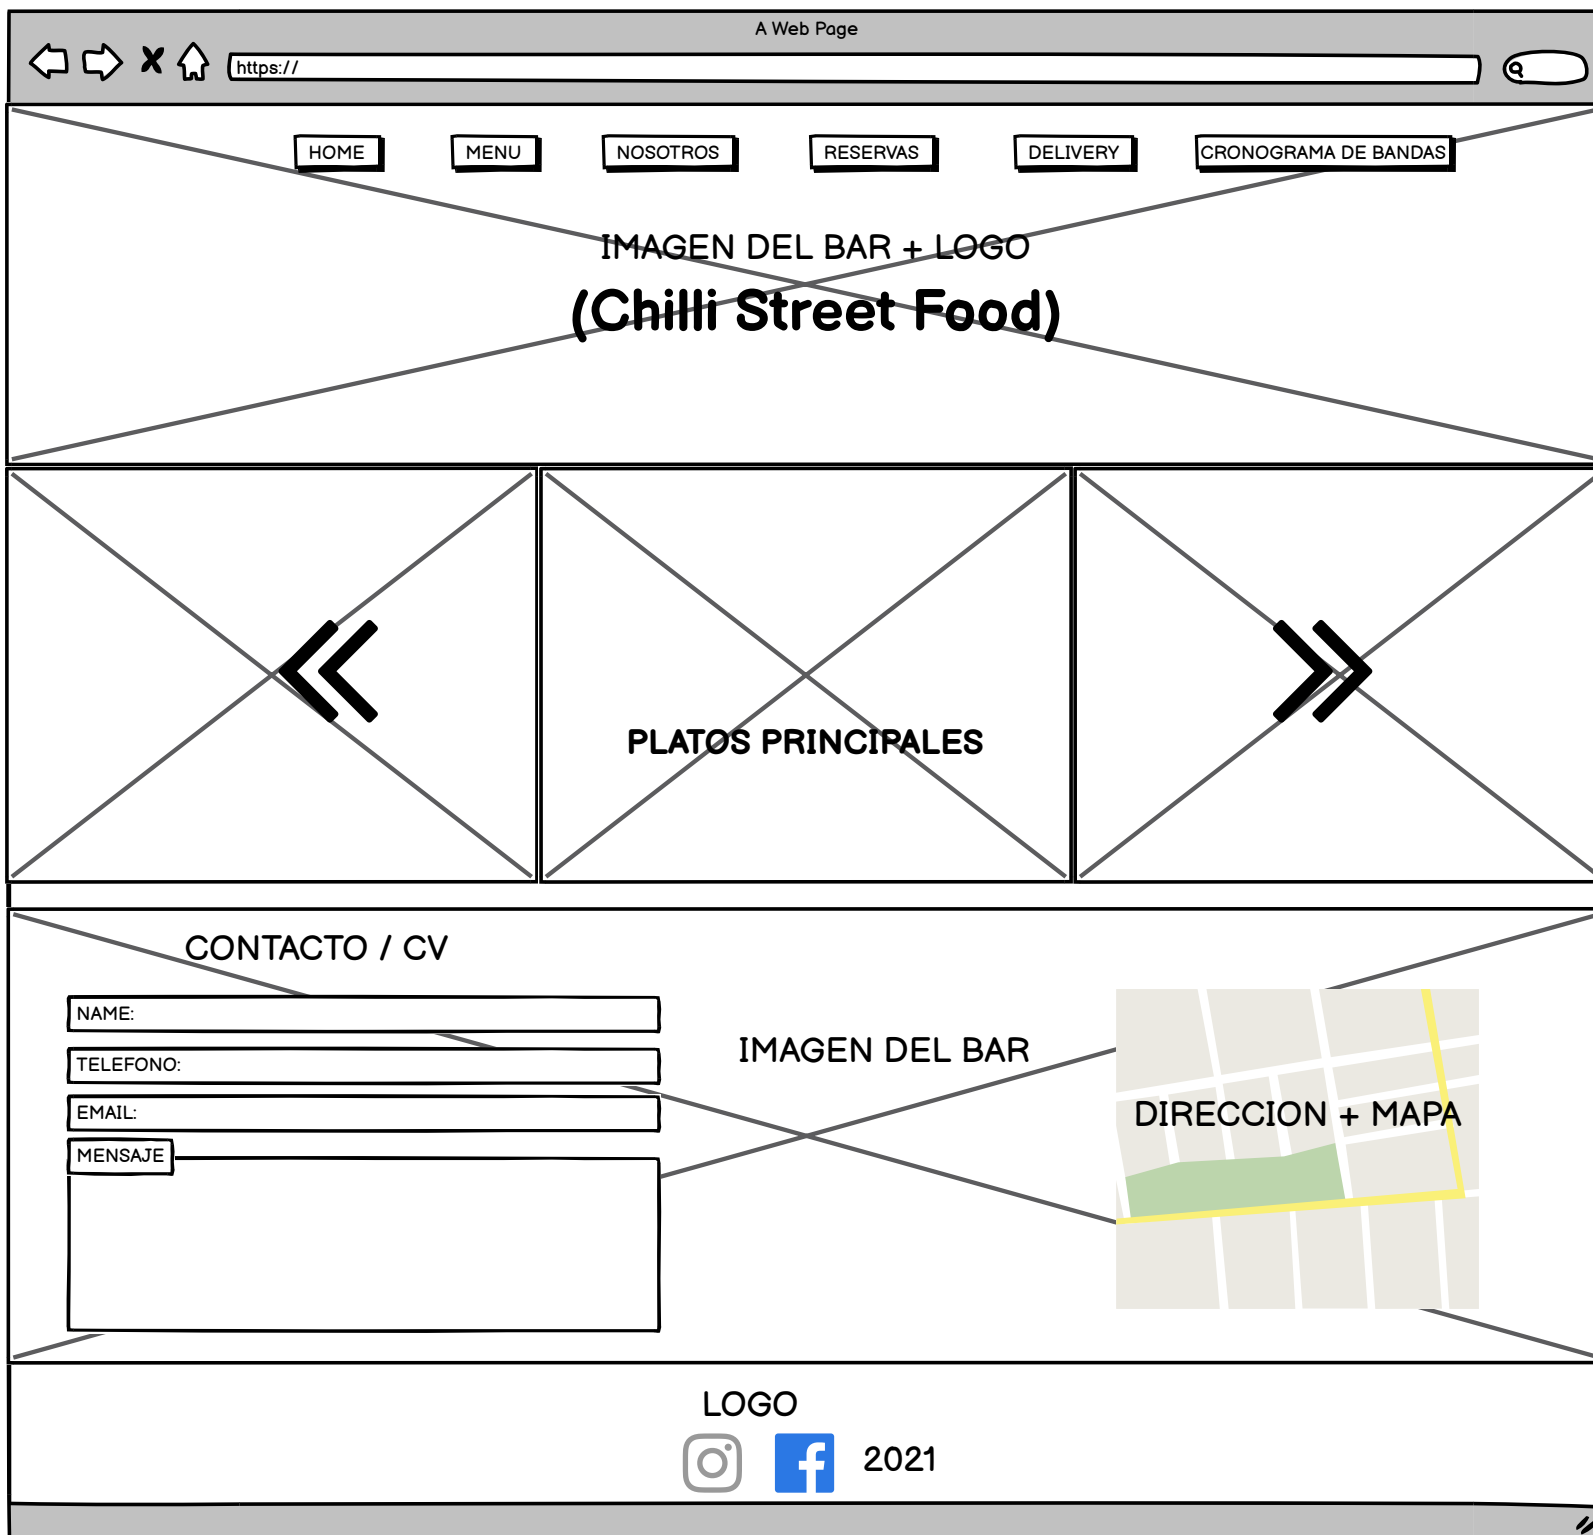 A Web Page
https://
HOME
MENU
NOSOTROS
RESERVAS
DELIVERY
CRONOGRAMA DE BANDAS
IMAGEN DEL BAR + LOGO
(Chilli Street Food)
PLATOS PRINCIPALES
CONTACTO / CV
NAME:
TELEFONO:
EMAIL:
MENSAJE
IMAGEN DEL BAR
DIRECCION + MAPA
LOGO
2021